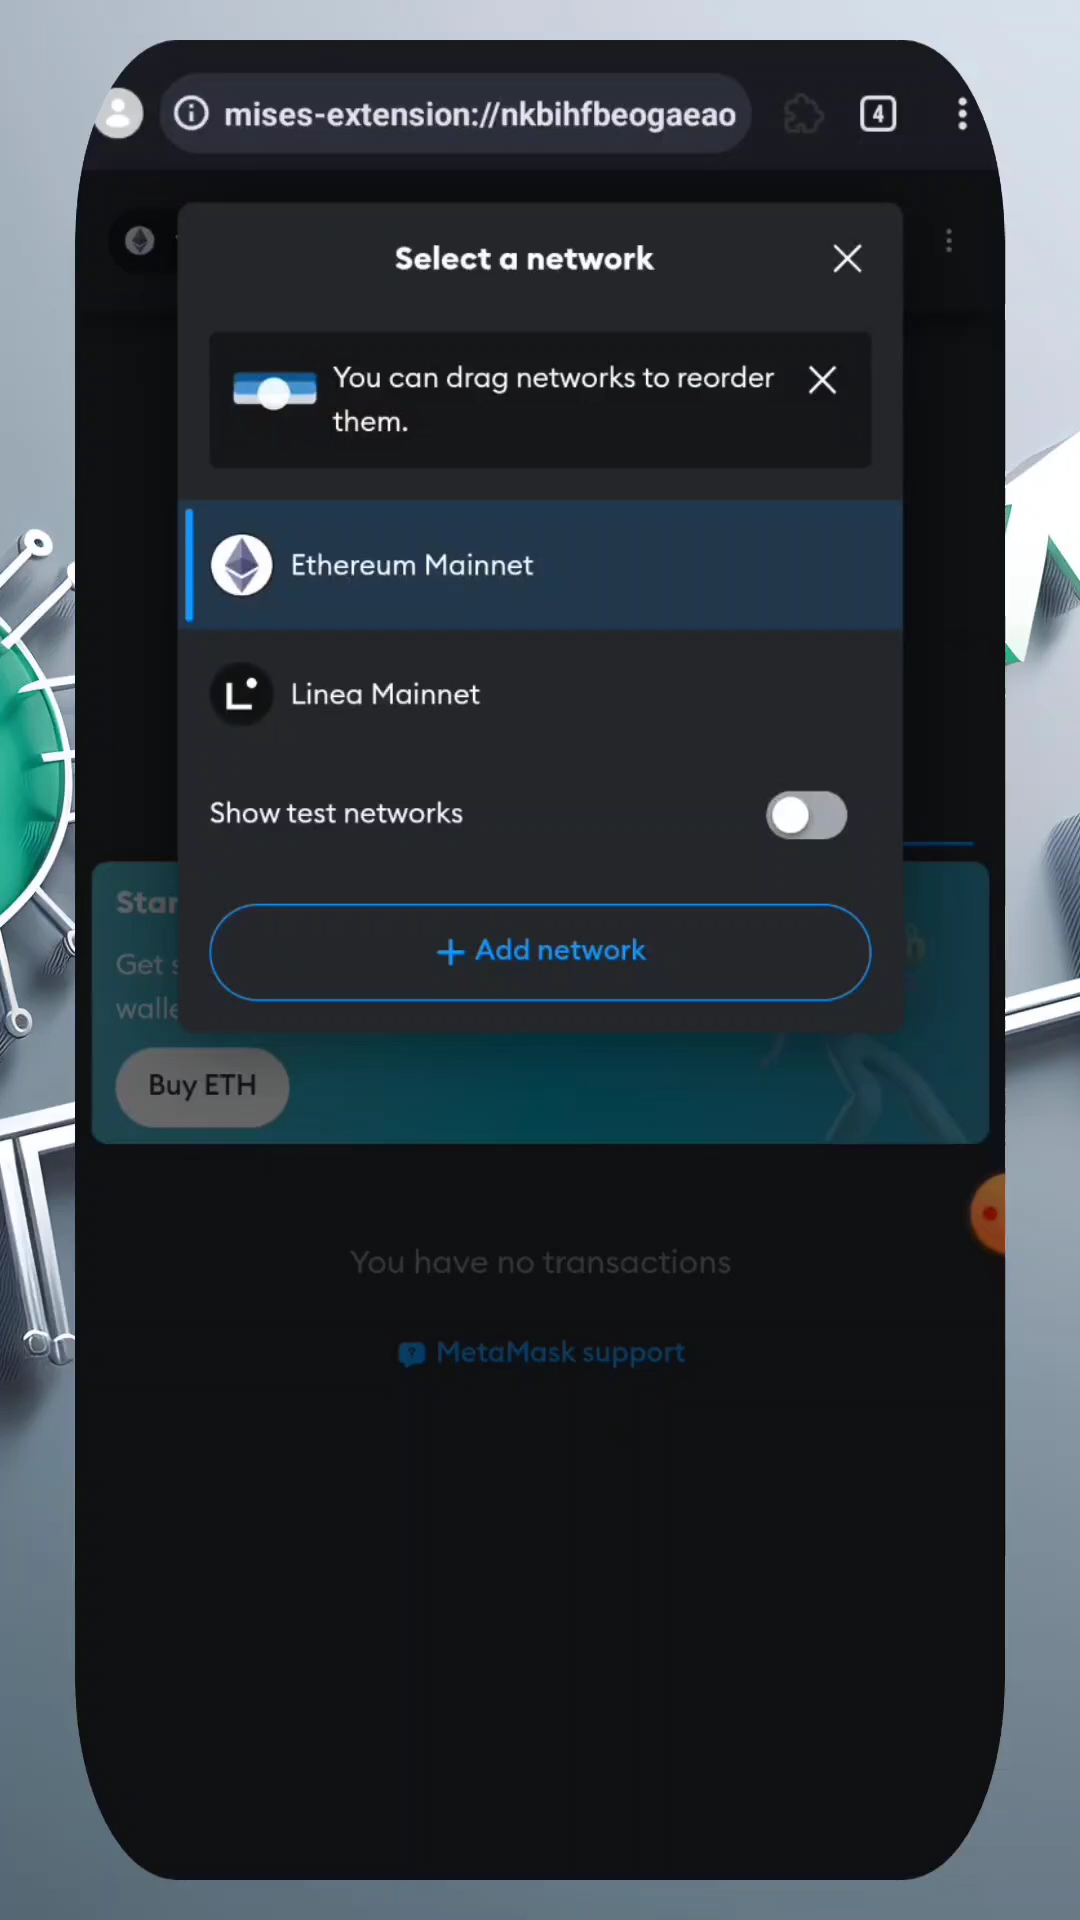 mises-extension://nkbihfbeogaeao
4
Select a network
You can drag networks to reorder
them.
Ethereum Mainnet
Linea Mainnet
Show test networks
+ Add network
Get
Buy ETH
You have no transactions
MetaMask support